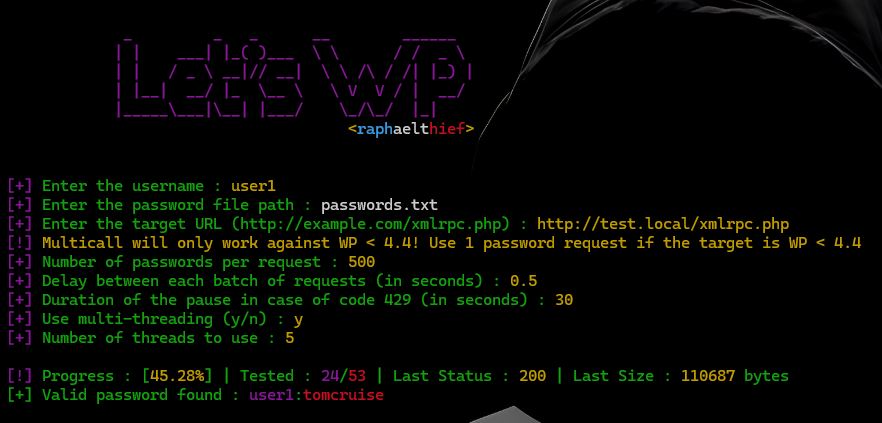 Let's WP
<raphaelthief>
[+] Enter the username : user1
[+] Enter the password file path : passwords.txt
[+] Enter the target URL (http://example.com/xmlrpc.php) : http://test.local/xmlrpc.php
[!] Multicall will only work against WP < 4.4! Use 1 password request if the target is WP < 4.4
[+] Number of passwords per request : 500
[+] Delay between each batch of requests (in seconds) : 0.5
[+] Duration of the pause in case of code 429 (in seconds) : 30
[+] Use multi-threading (y/n) : y
[+] Number of threads to use : 5
[!] Progress : [45.28%] | Tested : 24/53 | Last Status : 200 | Last Size : 110687 bytes
[+] Valid password found : user1:tomcruise